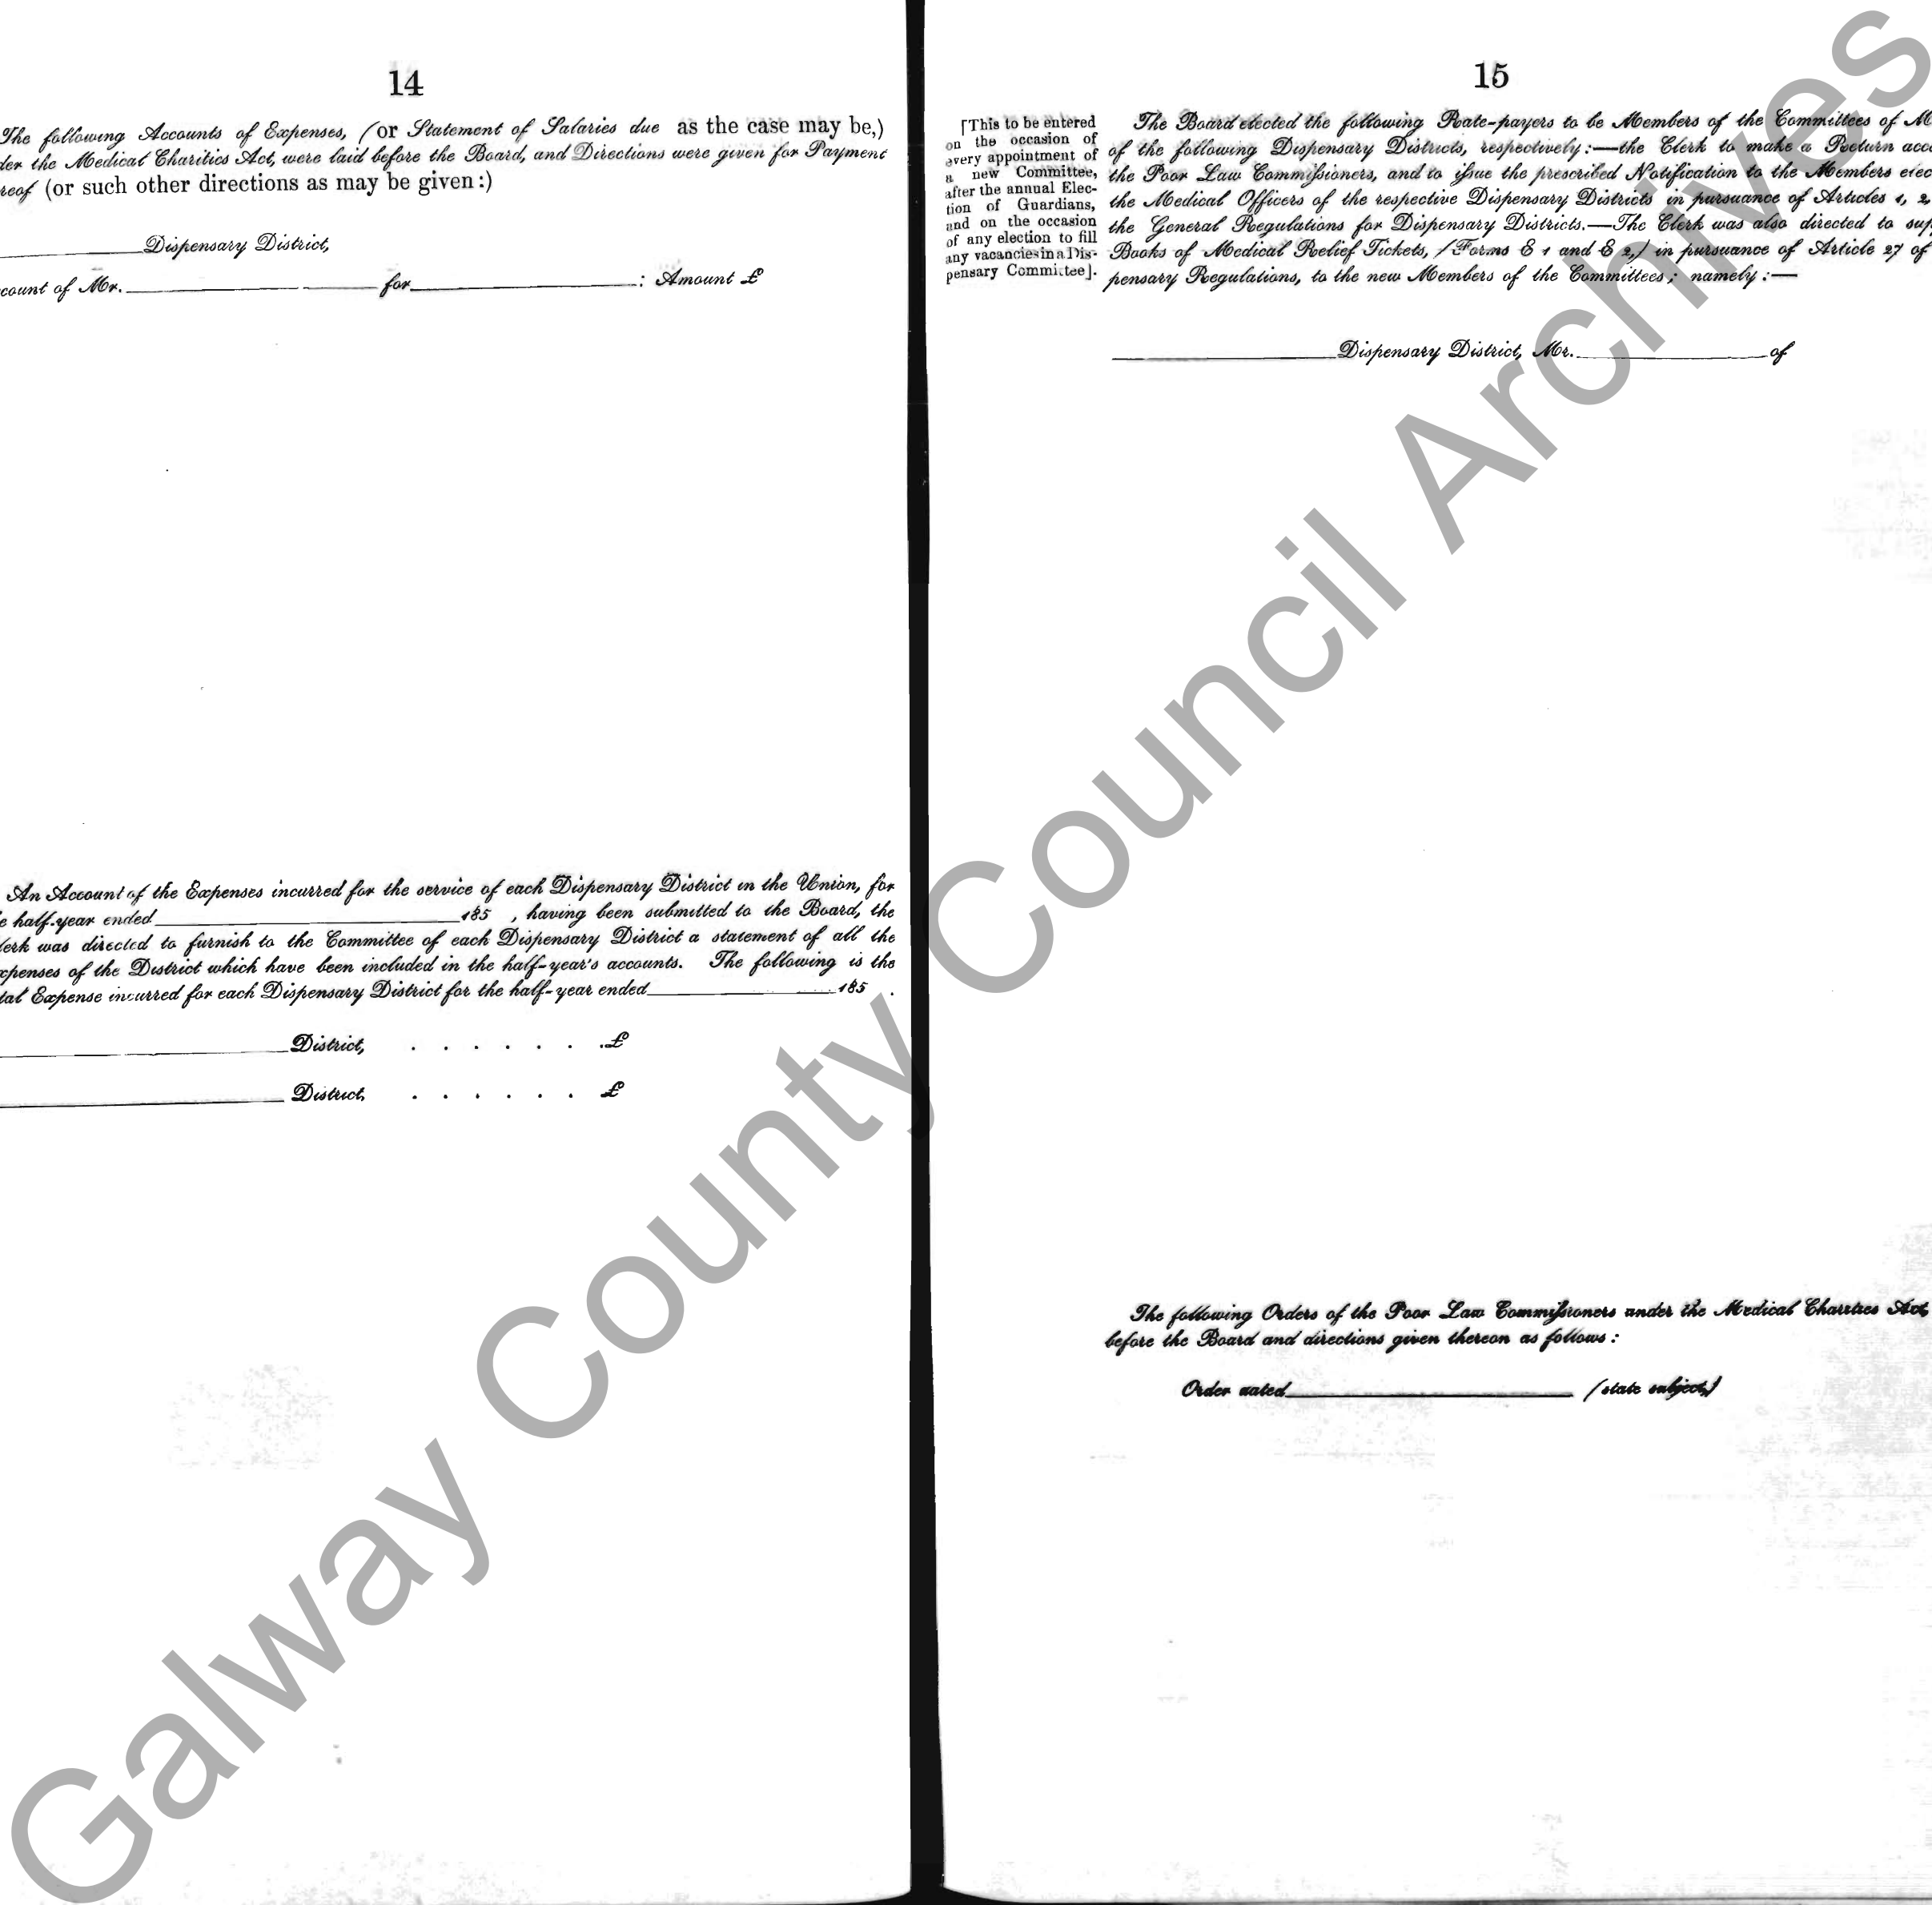 14
The following Accounts of Expenses, (or Statement of Salaries due as the case may be,)
der the Medical Charities Act, were laid before the Board, and Directions were given for Payment
reof (or such other directions as may be given:)
Dispensary District,
count of Mr. for : Amount £
An Account of the Expenses incurred for the service of each Dispensary District in the Union, for
e half-year ended 185 , having been submitted to the Board, the
lerk was directed to furnish to the Committee of each Dispensary District a statement of all the
xpenses of the District which have been included in the half-year's accounts. The following is the
tal Expense incurred for each Dispensary District for the half-year ended 185 .
District, . . . . . . . £
District, . . . . . . £
15
[This to be entered
on the occasion of
every appointment of
a new Committee,
after the annual Elec-
tion of Guardians,
and on the occasion
of any election to fill
any vacancies in a Dis-
pensary Committee].
The Board elected the following Rate-payers to be Members of the Committees of M
of the following Dispensary Districts, respectively:—the Clerk to make a Return acco
the Poor Law Commissioners, and to issue the prescribed Notification to the Members elec
the Medical Officers of the respective Dispensary Districts in pursuance of Articles 1, 2,
the General Regulations for Dispensary Districts.—The Clerk was also directed to sup
Books of Medical Relief Tickets, (Forms E 1 and E 2,) in pursuance of Article 27 of
pensary Regulations, to the new Members of the Committees; namely:—
Dispensary District, Mr. of
The following Orders of the Poor Law Commissioners under the Medical Charities Act,
before the Board and directions given thereon as follows:
Order dated (state subject,)
Galway County Council Archives